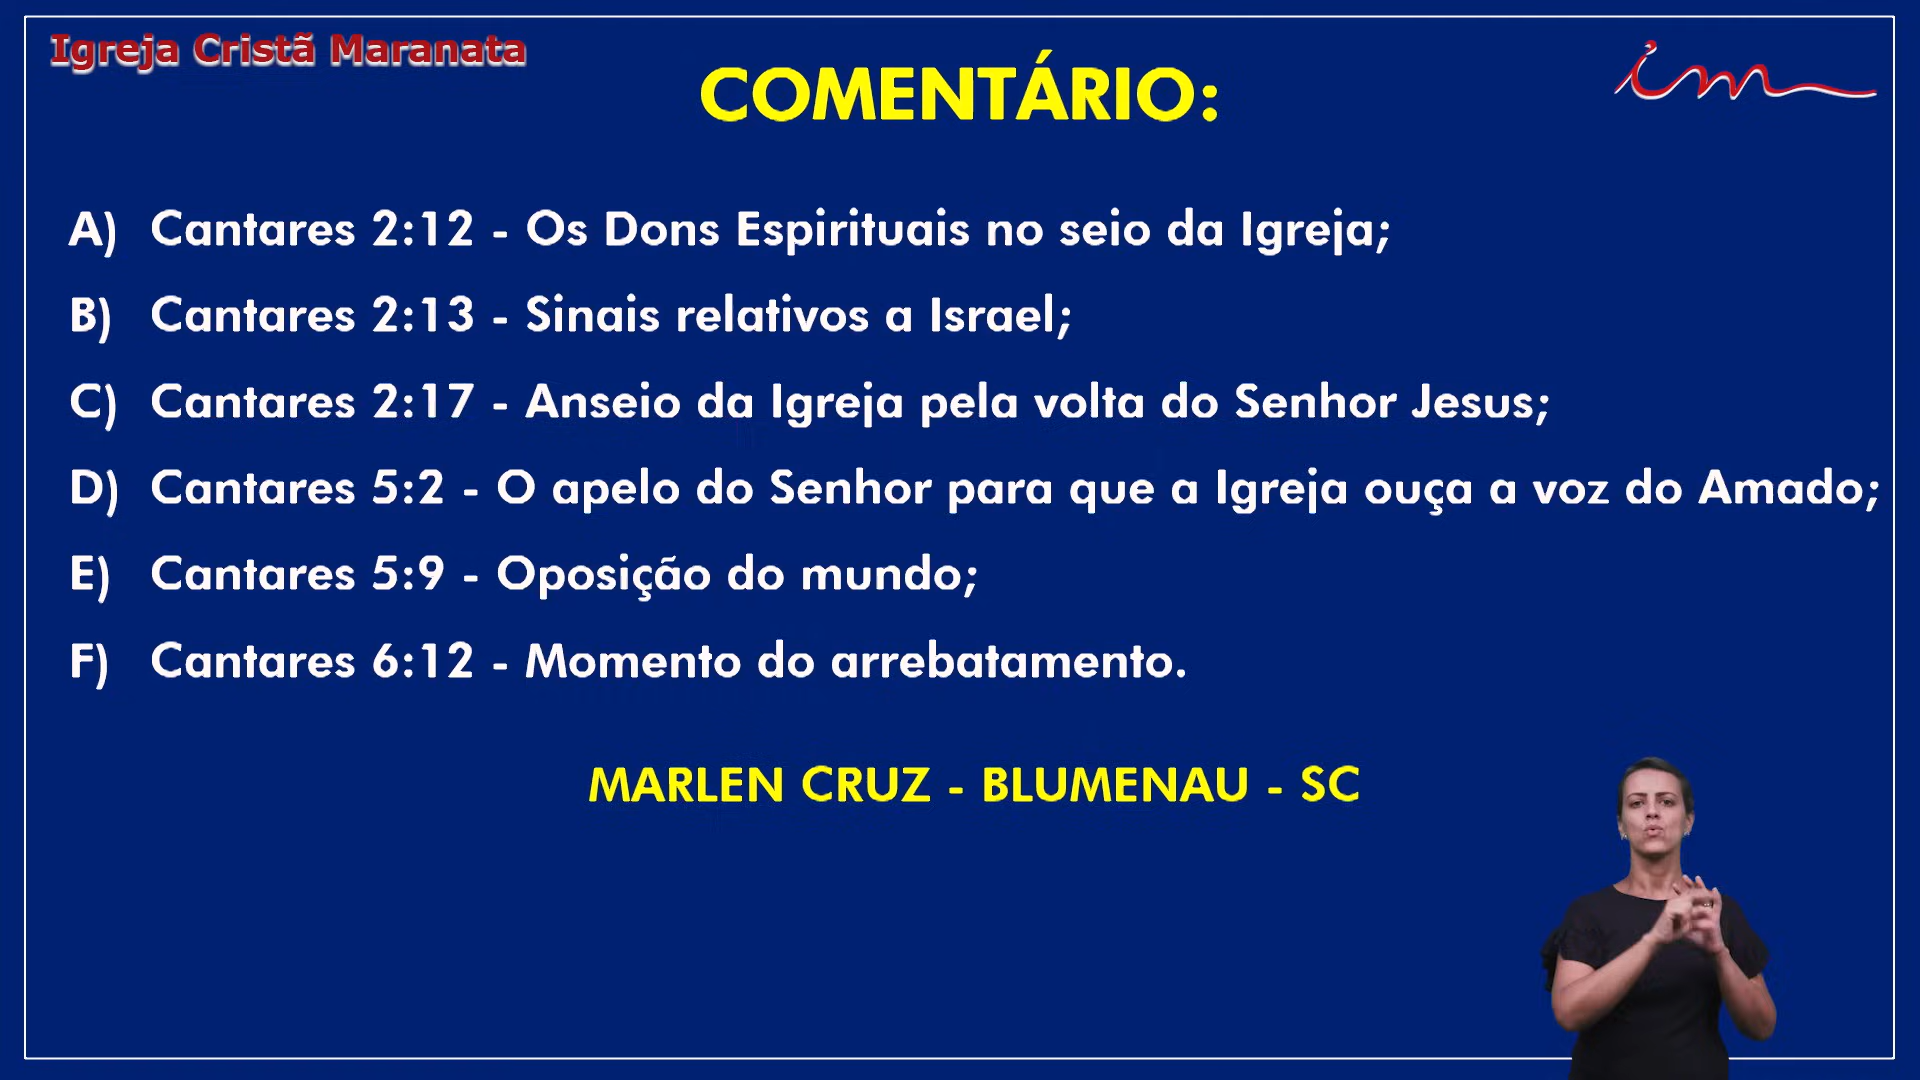 Igreja Cristã Maranata
im
COMENTÁRIO:
A) Cantares 2:12 - Os Dons Espirituais no seio da Igreja;
B) Cantares 2:13 - Sinais relativos a Israel;
C) Cantares 2:17 - Anseio da Igreja pela volta do Senhor Jesus;
D) Cantares 5:2 - O apelo do Senhor para que a Igreja ouça a voz do Amado;
E) Cantares 5:9 - Oposição do mundo;
F) Cantares 6:12 - Momento do arrebatamento.
MARLEN CRUZ - BLUMENAU - SC